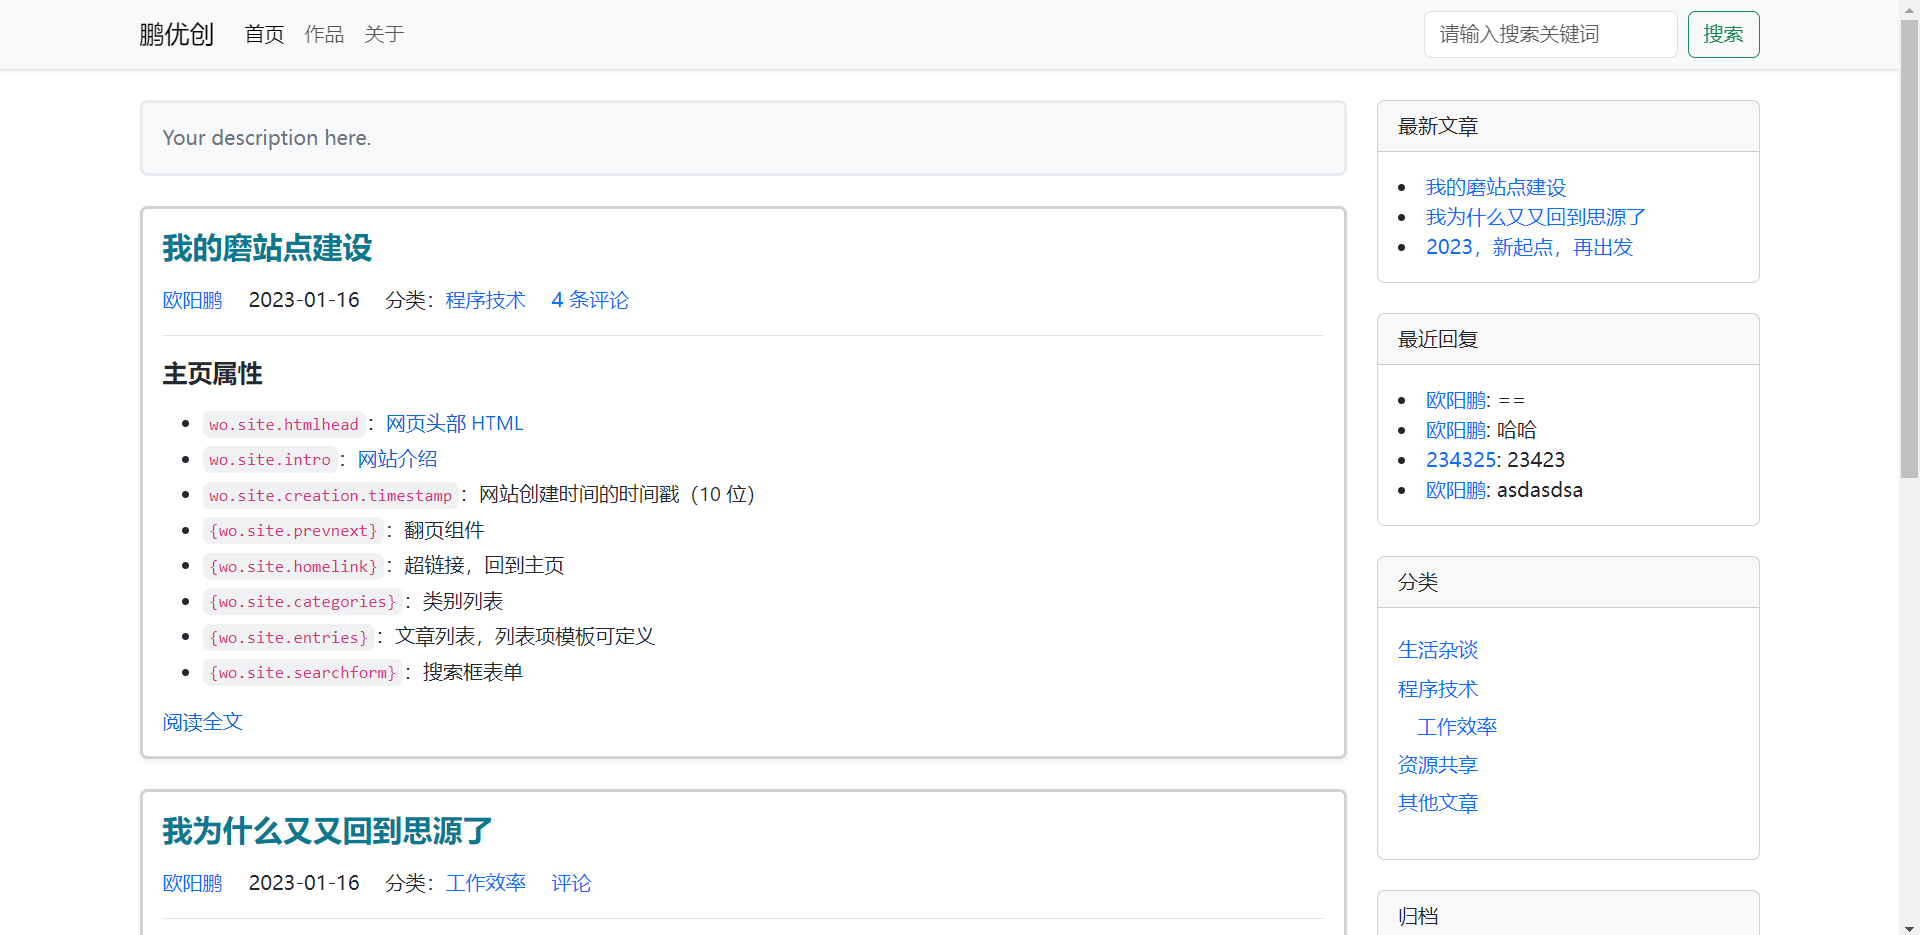 鹏优创 首页 作品 关于 请输入搜索关键词 搜索
Your description here.
我的磨站点建设
欧阳鹏 2023-01-16 分类：程序技术 4 条评论
主页属性
wo.site.htmlhead：网页头部 HTML
wo.site.intro：网站介绍
wo.site.creation.timestamp：网站创建时间的时间戳（10 位）
{wo.site.prevnext}：翻页组件
{wo.site.homelink}：超链接，回到主页
{wo.site.categories}：类别列表
{wo.site.entries}：文章列表，列表项模板可定义
{wo.site.searchform}：搜索框表单
阅读全文
我为什么又又回到思源了
欧阳鹏 2023-01-16 分类：工作效率 评论
最新文章
我的磨站点建设
我为什么又又回到思源了
2023，新起点，再出发
最近回复
欧阳鹏: ==
欧阳鹏: 哈哈
234325: 23423
欧阳鹏: asdasdsa
分类
生活杂谈
程序技术
工作效率
资源共享
其他文章
归档